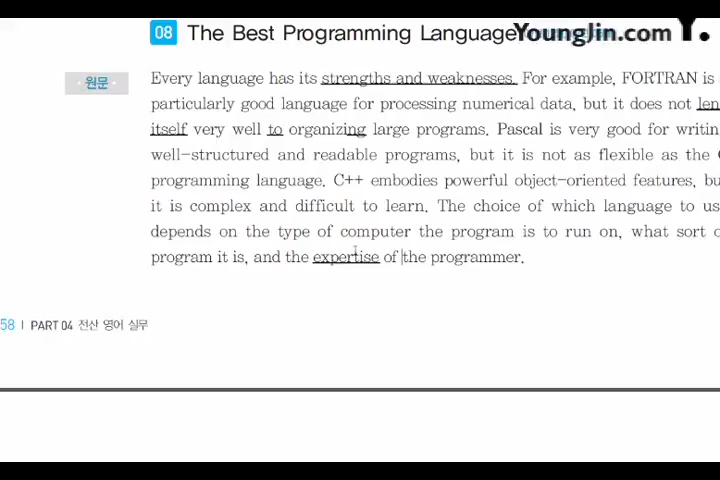 08 The Best Programming Language
YoungJin.com Y.
원문
Every language has its strengths and weaknesses. For example, FORTRAN is
particularly good language for processing numerical data, but it does not len
itself very well to organizing large programs. Pascal is very good for writin
well-structured and readable programs, but it is not as flexible as the C
programming language. C++ embodies powerful object-oriented features, bu
it is complex and difficult to learn. The choice of which language to us
depends on the type of computer the program is to run on, what sort o
program it is, and the expertise of the programmer.
58 | PART 04 전산 영어 실무